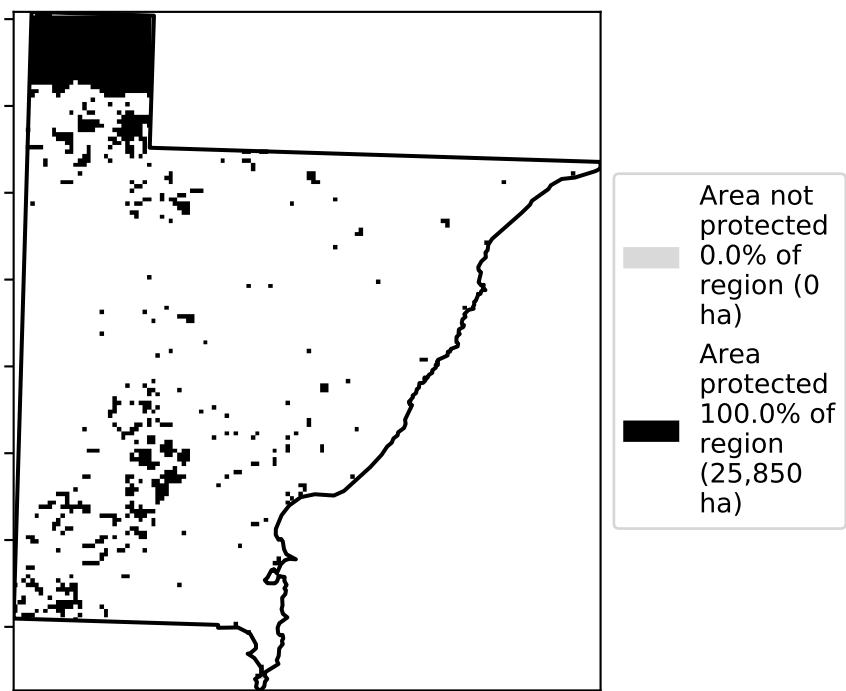 Area not
protected
0.0% of
region (0
ha)
Area
protected
100.0% of
region
(25,850
ha)